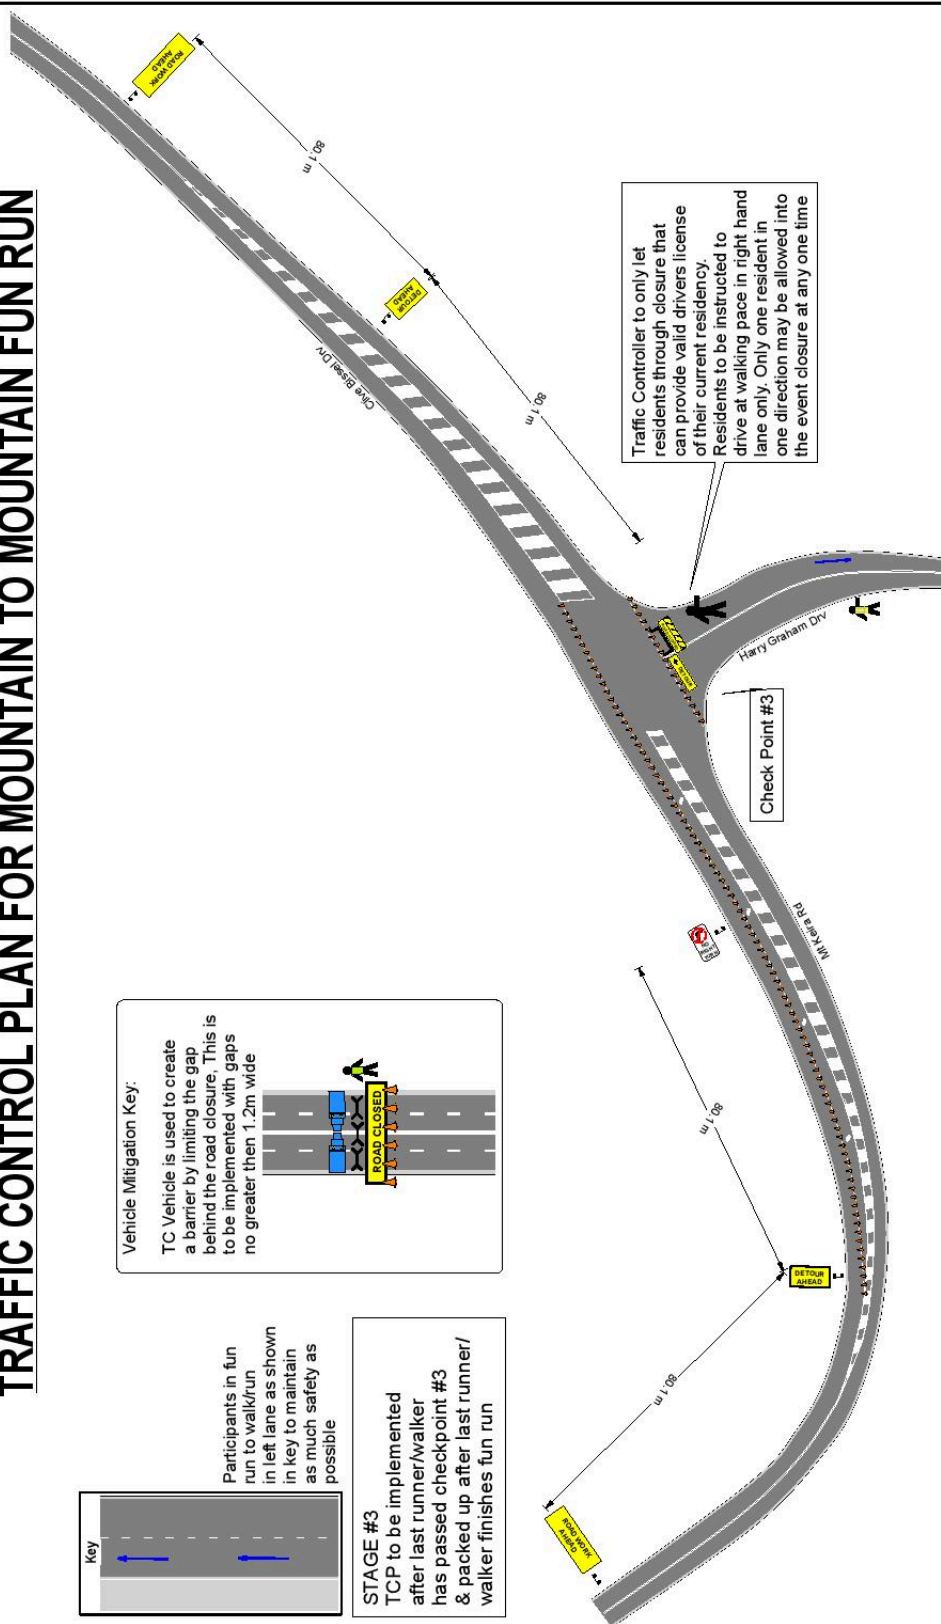 TRAFFIC CONTROL PLAN FOR MOUNTAIN TO MOUNTAIN FUN RUN
Key
Participants in fun
run to walk/run
in left lane as shown
in key to maintain
as much safety as
possible
STAGE #3
TCP to be implemented
after last runner/walker
has passed checkpoint #3
& packed up after last runner/
walker finishes fun run
Vehicle Mitigation Key:
TC Vehicle is used to create
a barrier by limiting the gap
behind the road closure, This is
to be implemented with gaps
no greater then 1.2m wide
ROAD CLOSED
ROAD WORK
AHEAD
80.1 m
DETOUR
AHEAD
80.1 m
Mt Keira Rd
Check Point #3
Harry Graham Drv
DETOUR
Traffic Controller to only let
residents through closure that
can provide valid drivers license
of their current residency.
Residents to be instructed to
drive at walking pace in right hand
lane only. Only one resident in
one direction may be allowed into
the event closure at any one time
80.1 m
Clive Bissel Drv
DETOUR
AHEAD
80.1 m
ROAD WORK
AHEAD